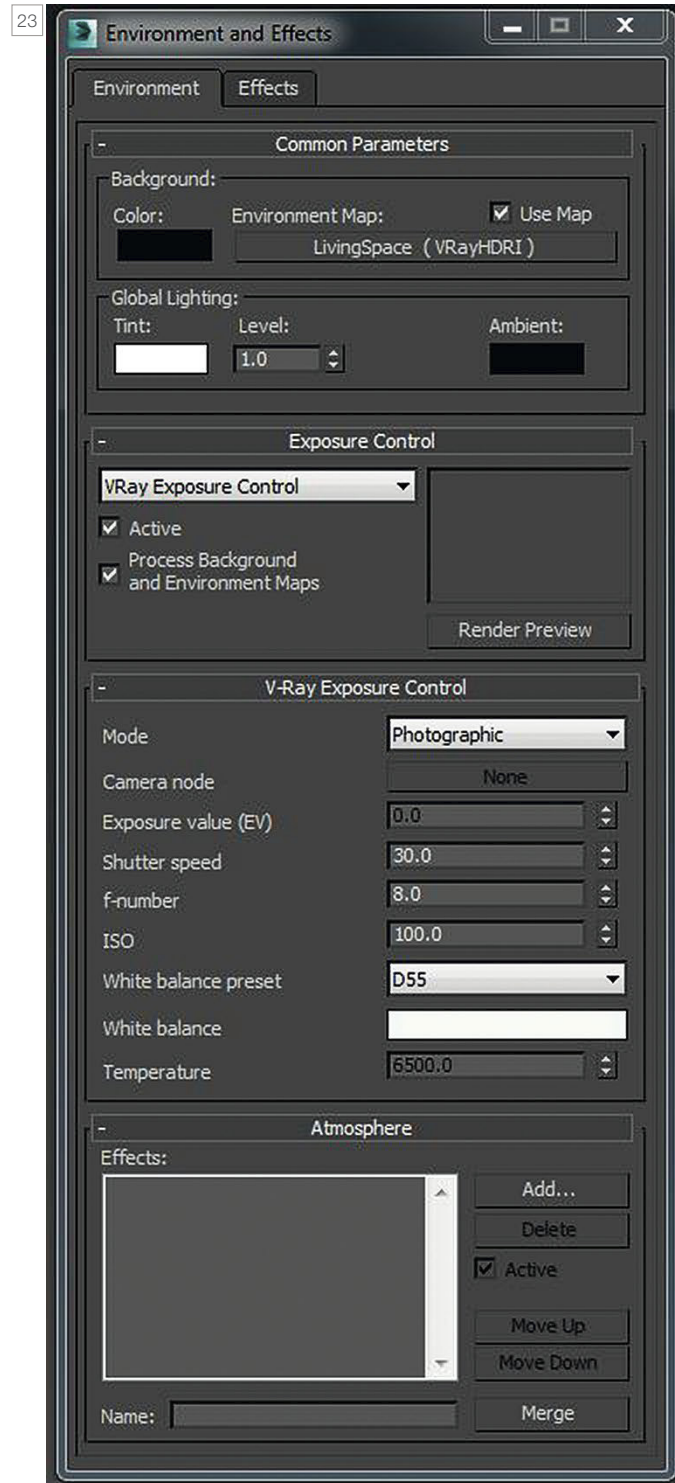 23
Environment and Effects
X
Environment Effects
- Common Parameters
Background:
Color: Environment Map: Use Map
LivingSpace ( VRayHDRI )
Global Lighting:
Tint: Level: Ambient:
1.0
- Exposure Control
VRay Exposure Control
Active
Process Background
and Environment Maps
Render Preview
- V-Ray Exposure Control
Mode Photographic
Camera node None
Exposure value (EV) 0.0
Shutter speed 30.0
f-number 8.0
ISO 100.0
White balance preset D55
White balance
Temperature 6500.0
- Atmosphere
Effects:
Add...
Delete
Active
Move Up
Move Down
Name: Merge